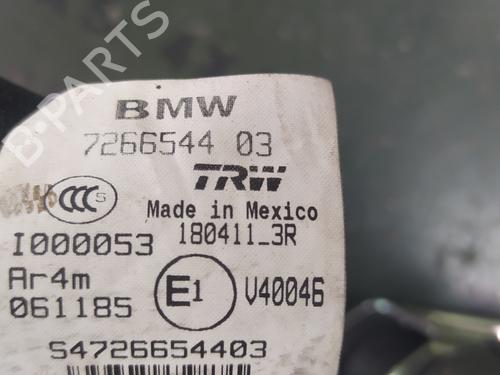 B-PARTS
BMW
7266544 03
TRW
CCC S
Made in Mexico
I000053 180411_3R
Ar4m
061185 E1 V40046
S4726654403